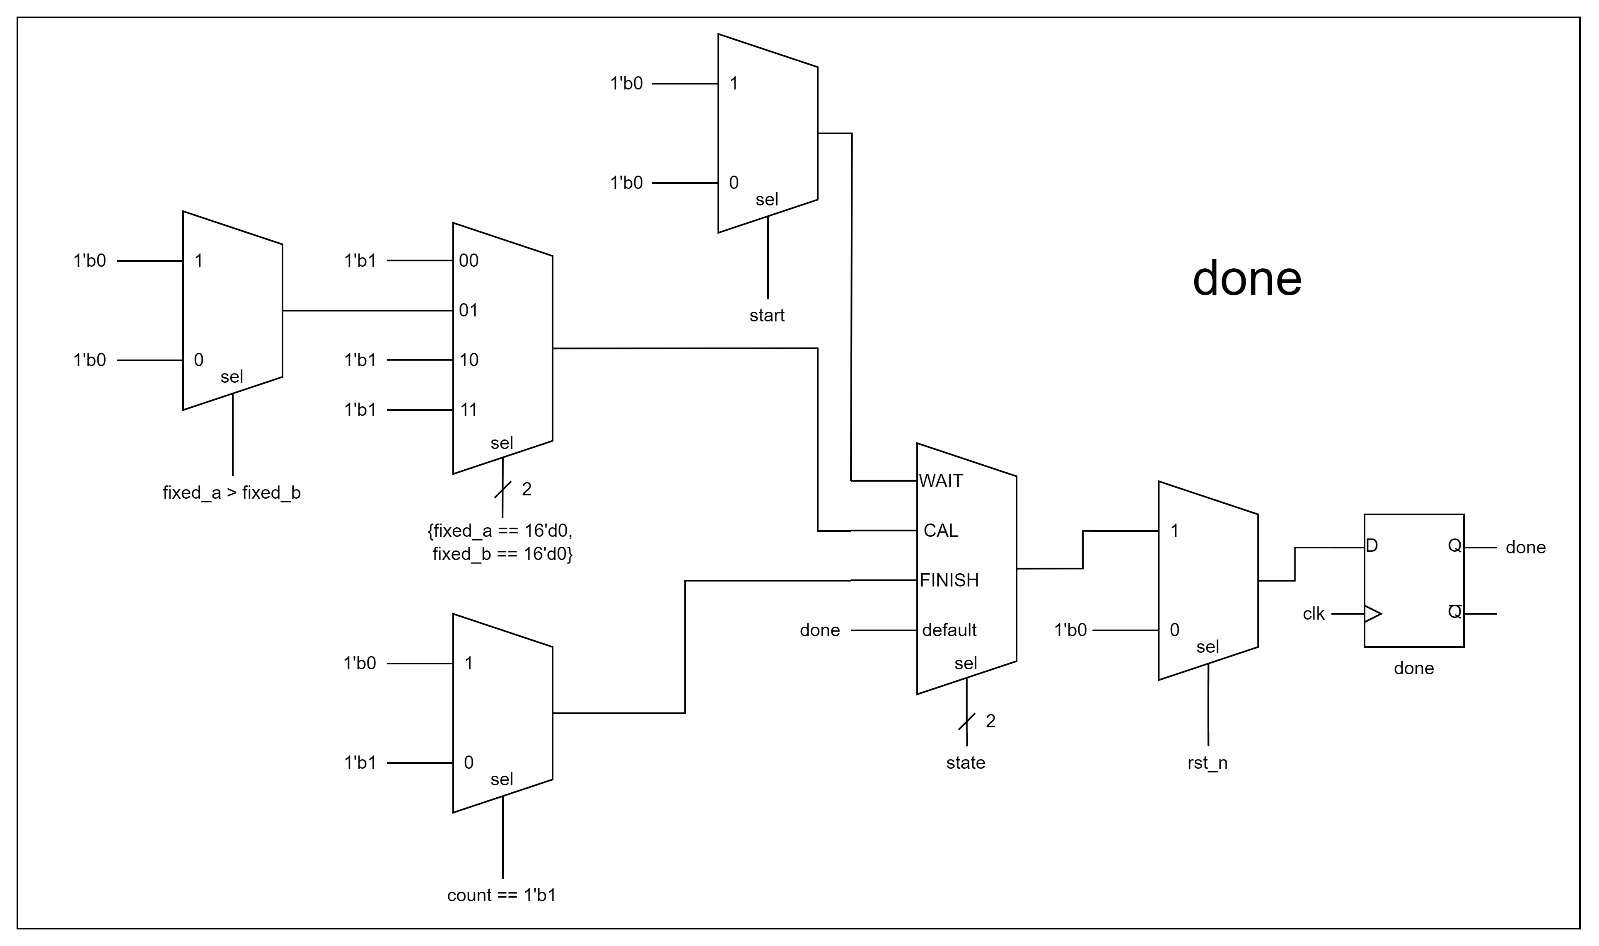 1'b0
1
1'b0
0
sel
start
done
1'b0
1
1'b0
0
sel
fixed_a > fixed_b
1'b1
00
01
1'b1
10
1'b1
11
sel
2
{fixed_a == 16'd0,
fixed_b == 16'd0}
1'b0
1
1'b1
0
sel
count == 1'b1
WAIT
CAL
FINISH
done
default
sel
2
state
1
1'b0
0
sel
rst_n
D
Q
done
clk
Q̅
done